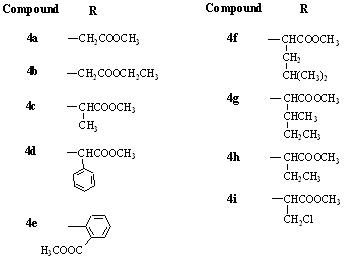 Compound R
4a —CH2COOCH3
4b —CH2COOCH2CH3
4c —CHCOOCH3
CH3
4d —CHCOOCH3
4e
H3COOC
Compound R
4f —CHCOOCH3
CH2
CH(CH3)2
4g —CHCOOCH3
CHCH3
CH2CH3
4h —CHCOOCH3
CH2CH3
4i —CHCOOCH3
CH2Cl